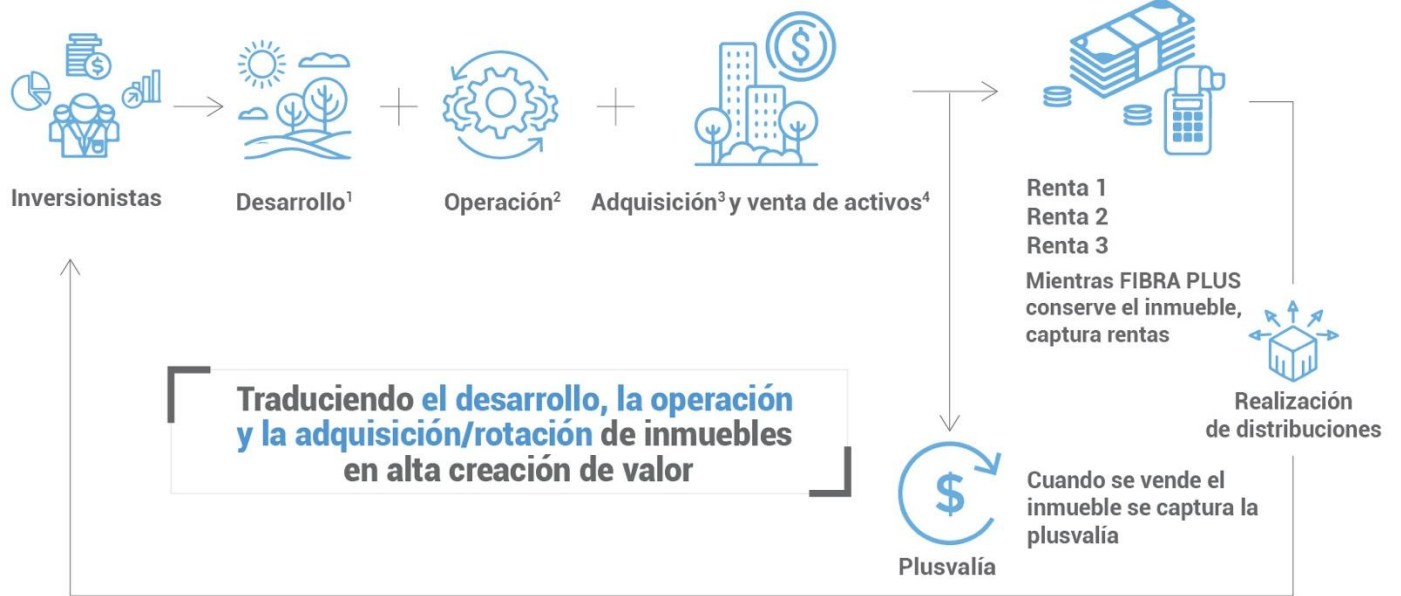 Inversionistas
Desarrollo¹
Operación²
Adquisición³ y venta de activos⁴
Renta 1
Renta 2
Renta 3
Mientras FIBRA PLUS
conserve el inmueble,
captura rentas
Realización
de distribuciones
Traduciendo el desarrollo, la operación
y la adquisición/rotación de inmuebles
en alta creación de valor
$
Plusvalía
Cuando se vende el
inmueble se captura la
plusvalía